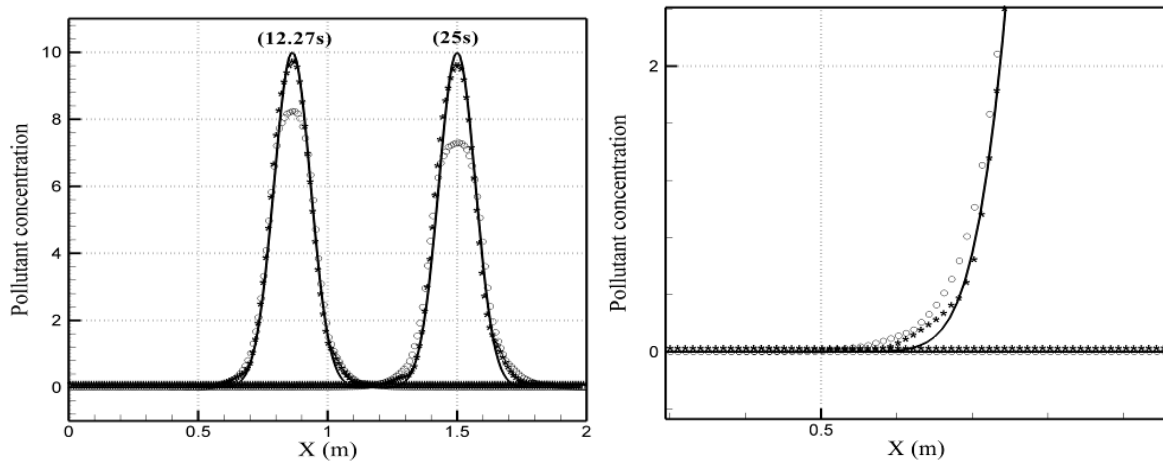 (12.27s) (25s)
10
8
6
4
2
0
Pollutant concentration
0 0.5 1 1.5 2
X (m)
2
0
Pollutant concentration
0.5
X (m)